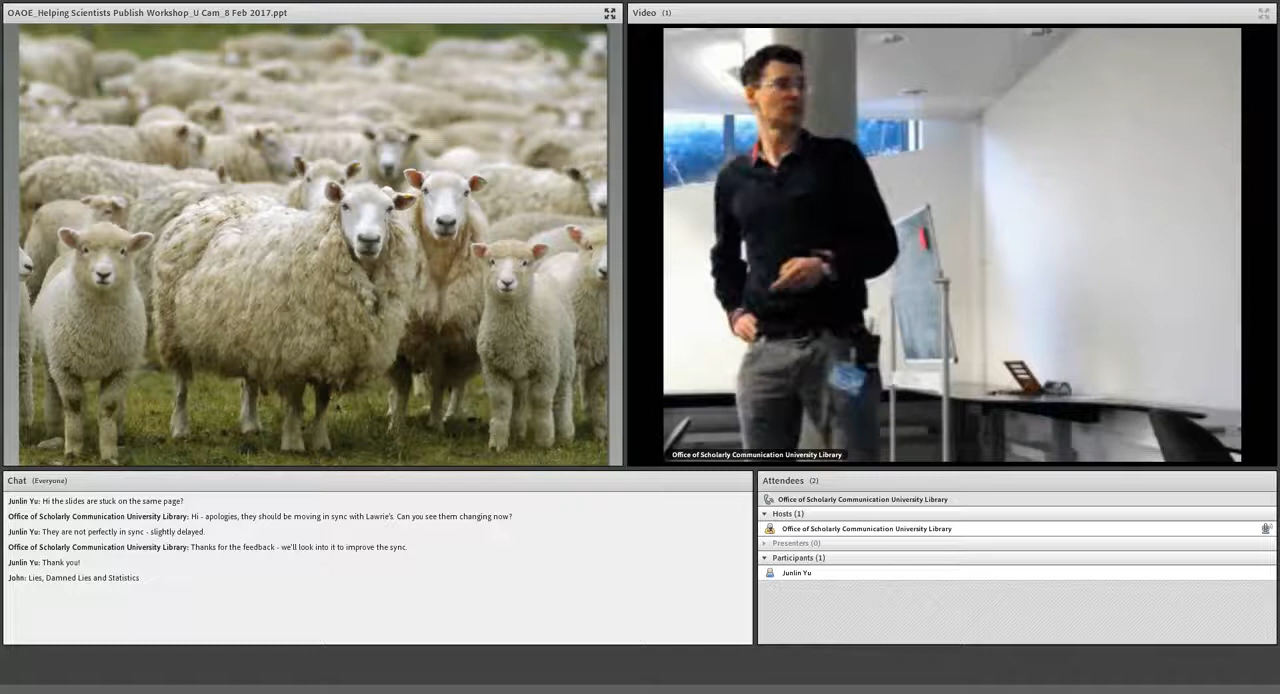 OAOE_Helping Scientists Publish Workshop_U Cam_8 Feb 2017.ppt
Video (1)
Office of Scholarly Communication University Library
Chat (Everyone)
Junlin Yu: Hi the slides are stuck on the same page?
Office of Scholarly Communication University Library: Hi - apologies, they should be moving in sync with Lawrie's. Can you see them changing now?
Junlin Yu: They are not perfectly in sync - slightly delayed.
Office of Scholarly Communication University Library: Thanks for the feedback - we'll look into it to improve the sync.
Junlin Yu: Thank you!
John: Lies, Damned Lies and Statistics
Attendees (2)
Office of Scholarly Communication University Library
Hosts (1)
Office of Scholarly Communication University Library
Presenters (0)
Participants (1)
Junlin Yu